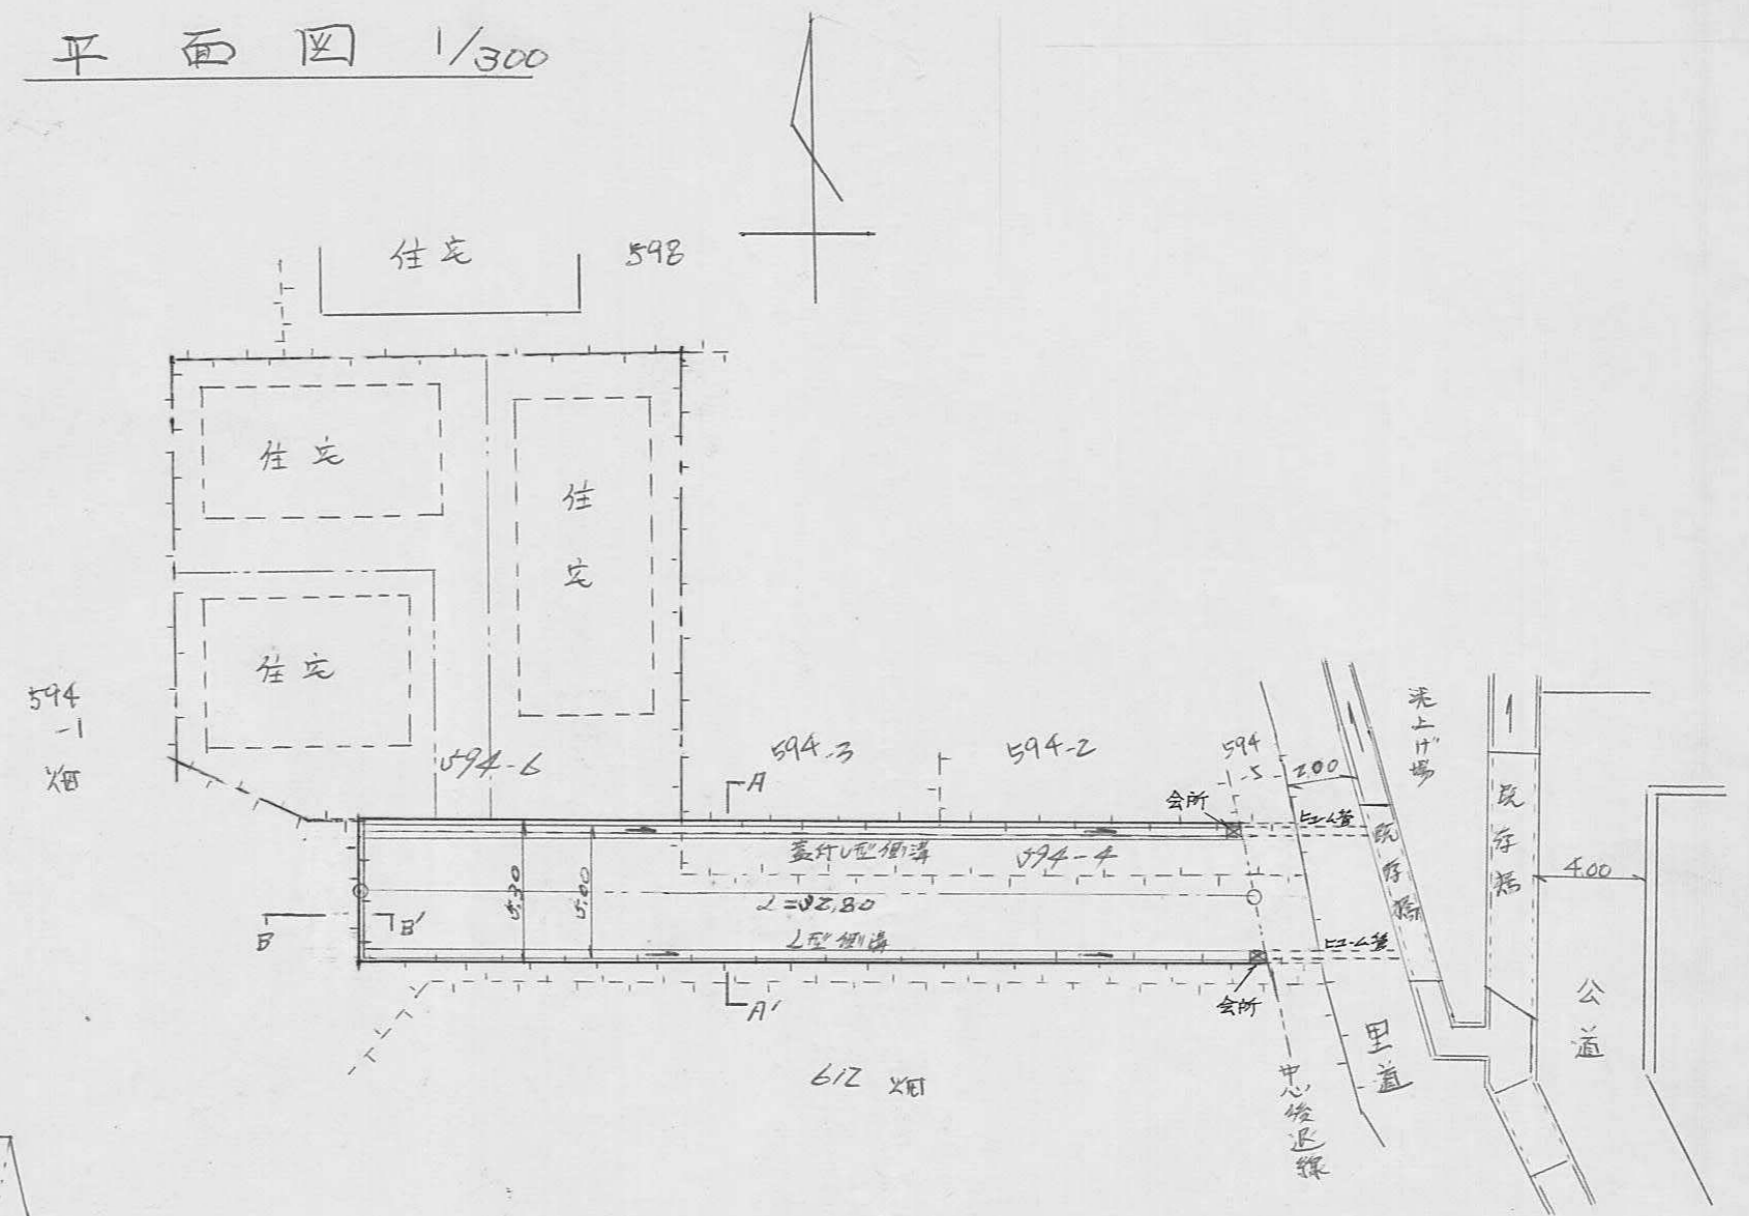 平面図 1/300
住宅
598
住宅
住宅
住宅
594
-1
畑
594-6
594-3
594-2
594
-5
2.00
A
会所
ヒューム管
蓋付U型側溝
594-4
5.30
5.00
L=32.80
L型側溝
B
B'
A'
会所
ヒューム管
612 畑
中心後退線
里道
既存橋
洗上げ場
既存橋
4.00
公道